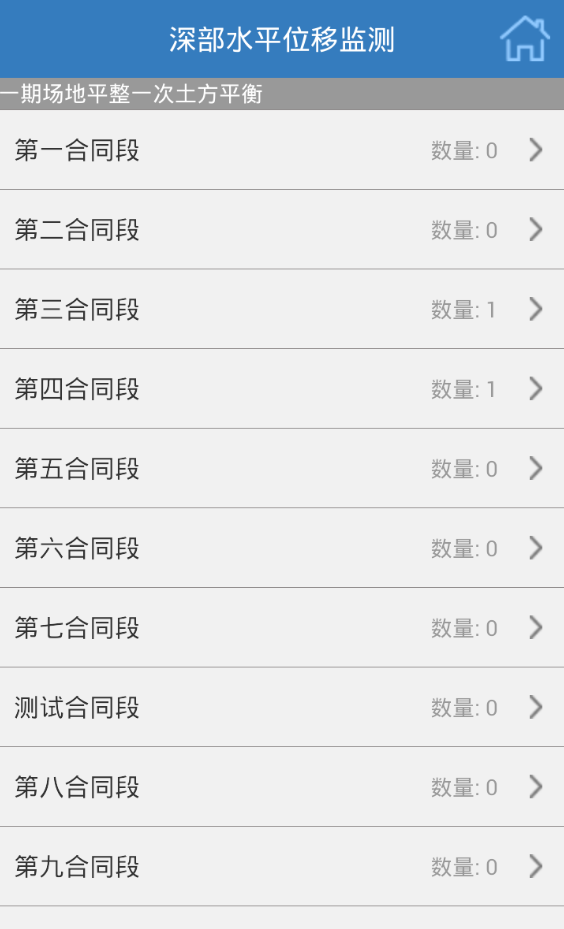 深部水平位移监测
一期场地平整一次土方平衡
第一合同段 数量: 0
第二合同段 数量: 0
第三合同段 数量: 1
第四合同段 数量: 1
第五合同段 数量: 0
第六合同段 数量: 0
第七合同段 数量: 0
测试合同段 数量: 0
第八合同段 数量: 0
第九合同段 数量: 0